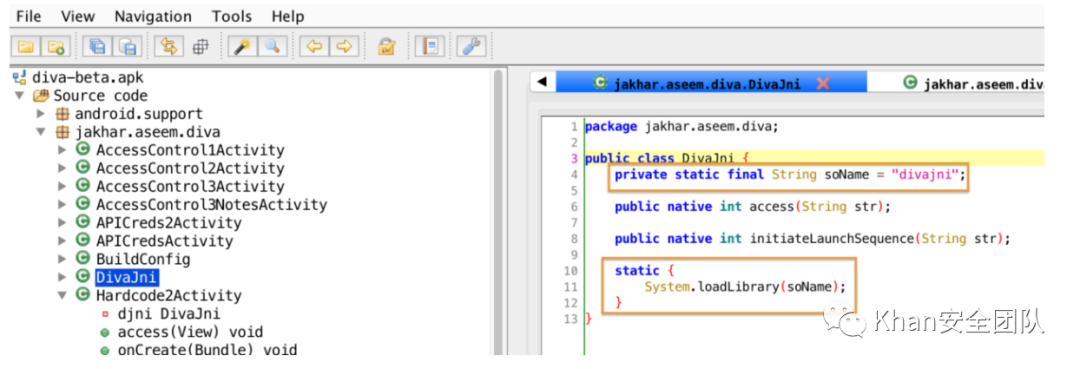 File View Navigation Tools Help
diva-beta.apk
Source code
android.support
jakhar.aseem.diva
AccessControl1Activity
AccessControl2Activity
AccessControl3Activity
AccessControl3NotesActivity
APICreds2Activity
APICredsActivity
BuildConfig
DivaJni
Hardcode2Activity
djni DivaJni
access(View) void
onCreate(Bundle) void
jakhar.aseem.diva.DivaJni jakhar.aseem.div
1 package jakhar.aseem.diva;
2
3 public class DivaJni {
4 private static final String soName = "divajni";
5
6 public native int access(String str);
7
8 public native int initiateLaunchSequence(String str);
9
10 static {
11 System.loadLibrary(soName);
12 }
13 }
Khan安全团队